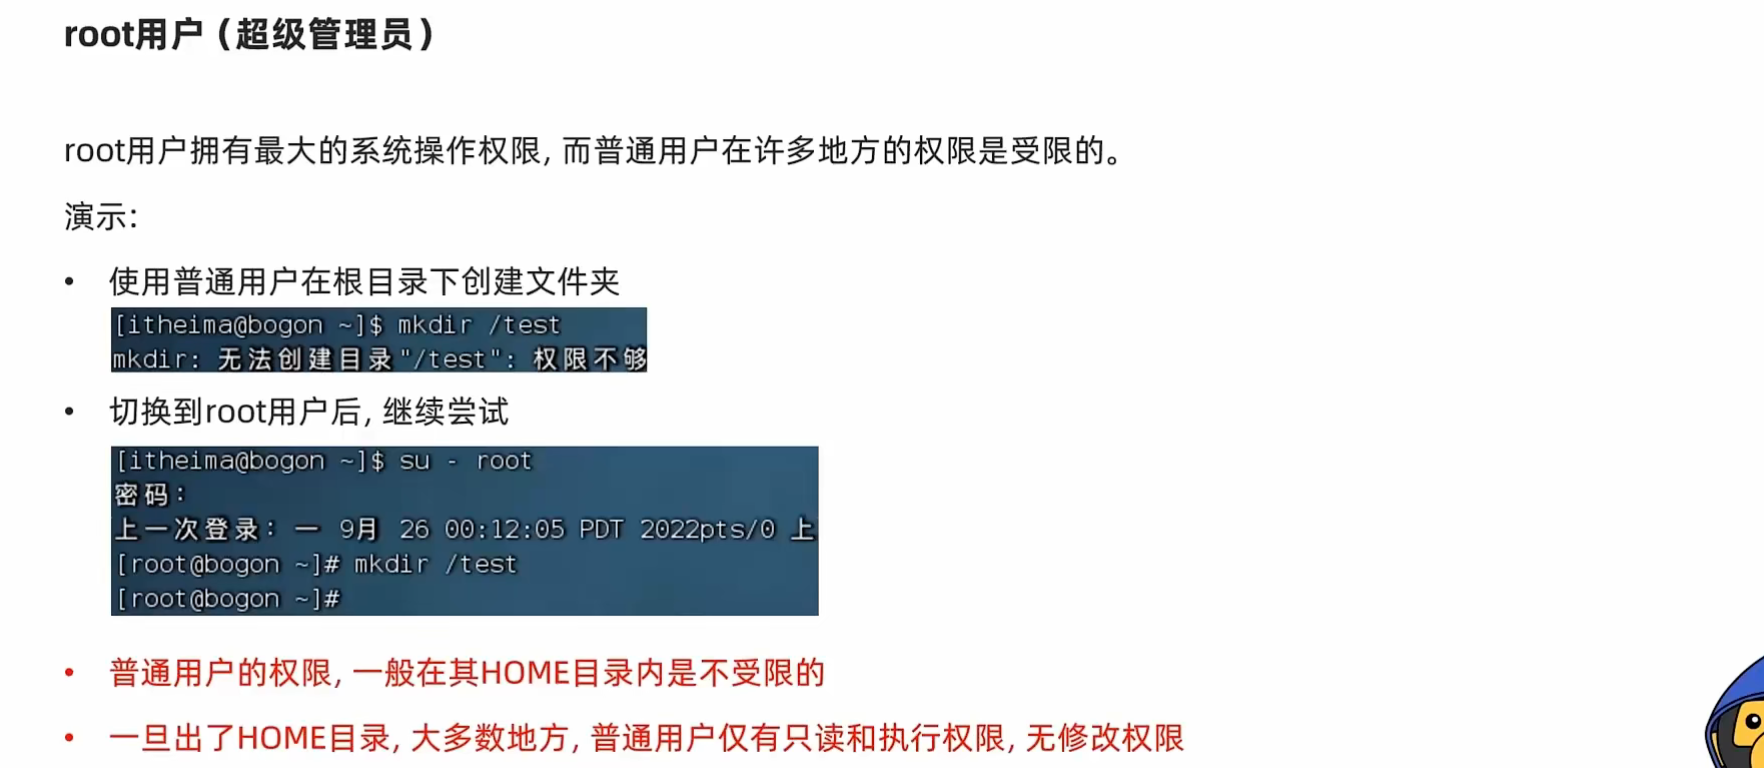 root用户（超级管理员）
root用户拥有最大的系统操作权限，而普通用户在许多地方的权限是受限的。
演示：
• 使用普通用户在根目录下创建文件夹
[itheima@bogon ~]$ mkdir /test
mkdir: 无法创建目录"/test": 权限不够
• 切换到root用户后，继续尝试
[itheima@bogon ~]$ su - root
密码：
上一次登录：一 9月 26 00:12:05 PDT 2022pts/0 上
[root@bogon ~]# mkdir /test
[root@bogon ~]#
• 普通用户的权限，一般在其HOME目录内是不受限的
• 一旦出了HOME目录，大多数地方，普通用户仅有只读和执行权限，无修改权限